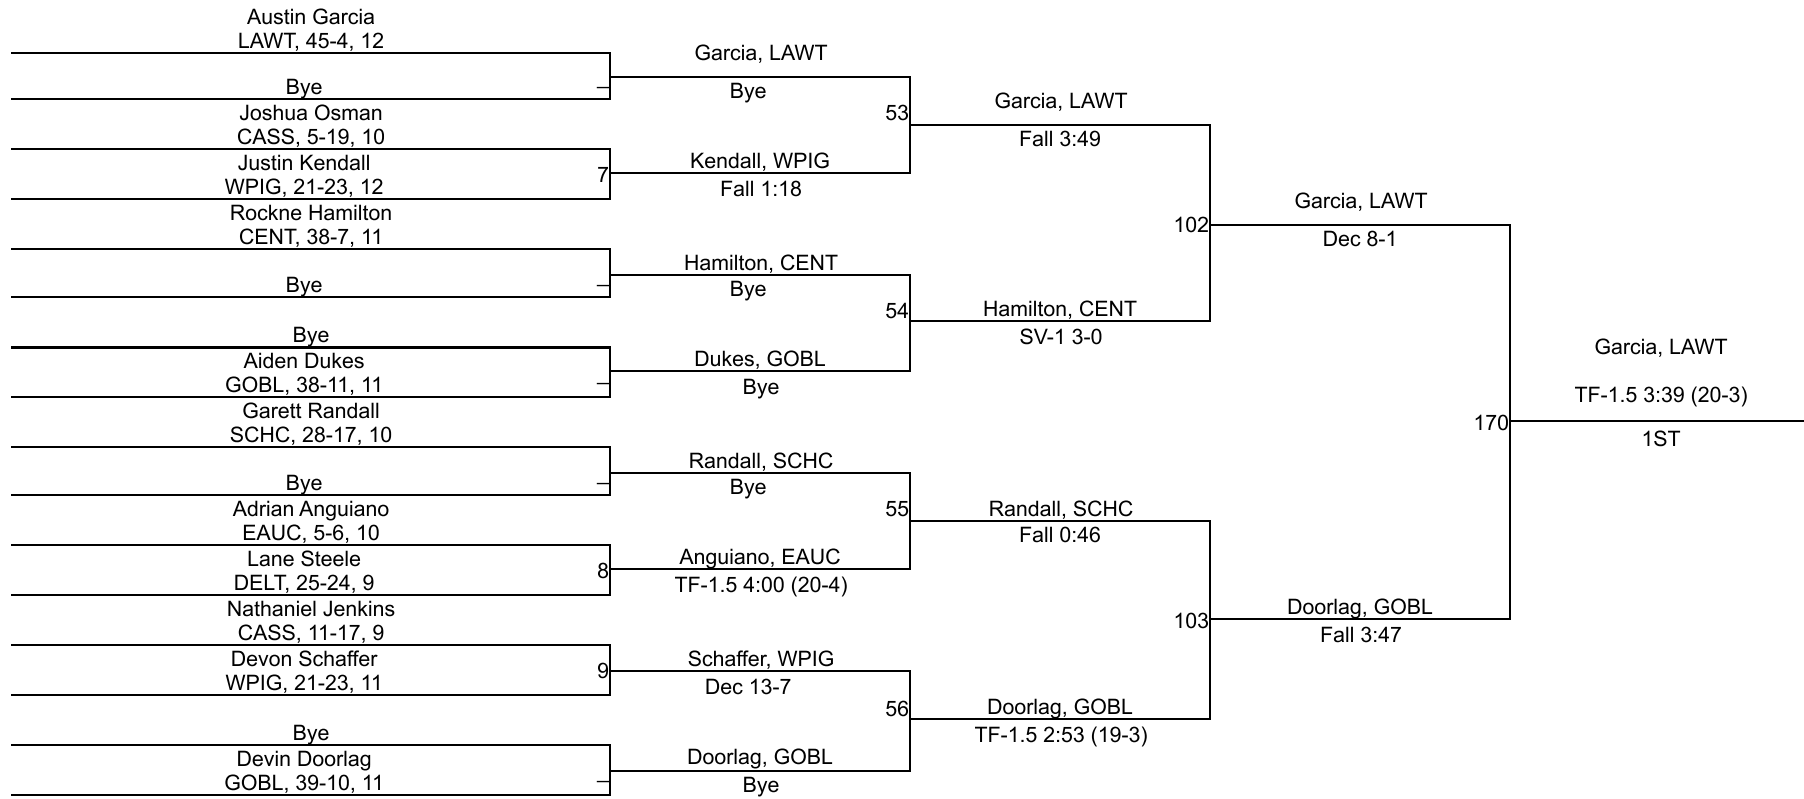 Austin Garcia
LAWT, 45-4, 12
Bye
Joshua Osman
CASS, 5-19, 10
Justin Kendall
WPIG, 21-23, 12
Rockne Hamilton
CENT, 38-7, 11
Bye
Bye
Aiden Dukes
GOBL, 38-11, 11
Garett Randall
SCHC, 28-17, 10
Bye
Adrian Anguiano
EAUC, 5-6, 10
Lane Steele
DELT, 25-24, 9
Nathaniel Jenkins
CASS, 11-17, 9
Devon Schaffer
WPIG, 21-23, 11
Bye
Devin Doorlag
GOBL, 39-10, 11
–
7
–
–
–
8
9
–
Garcia, LAWT
Bye
Kendall, WPIG
Fall 1:18
Hamilton, CENT
Bye
Dukes, GOBL
Bye
Randall, SCHC
Bye
Anguiano, EAUC
TF-1.5 4:00 (20-4)
Schaffer, WPIG
Dec 13-7
Doorlag, GOBL
Bye
53
54
55
56
Garcia, LAWT
Fall 3:49
Hamilton, CENT
SV-1 3-0
Randall, SCHC
Fall 0:46
Doorlag, GOBL
TF-1.5 2:53 (19-3)
102
103
Garcia, LAWT
Dec 8-1
Doorlag, GOBL
Fall 3:47
170
Garcia, LAWT
TF-1.5 3:39 (20-3)
1ST